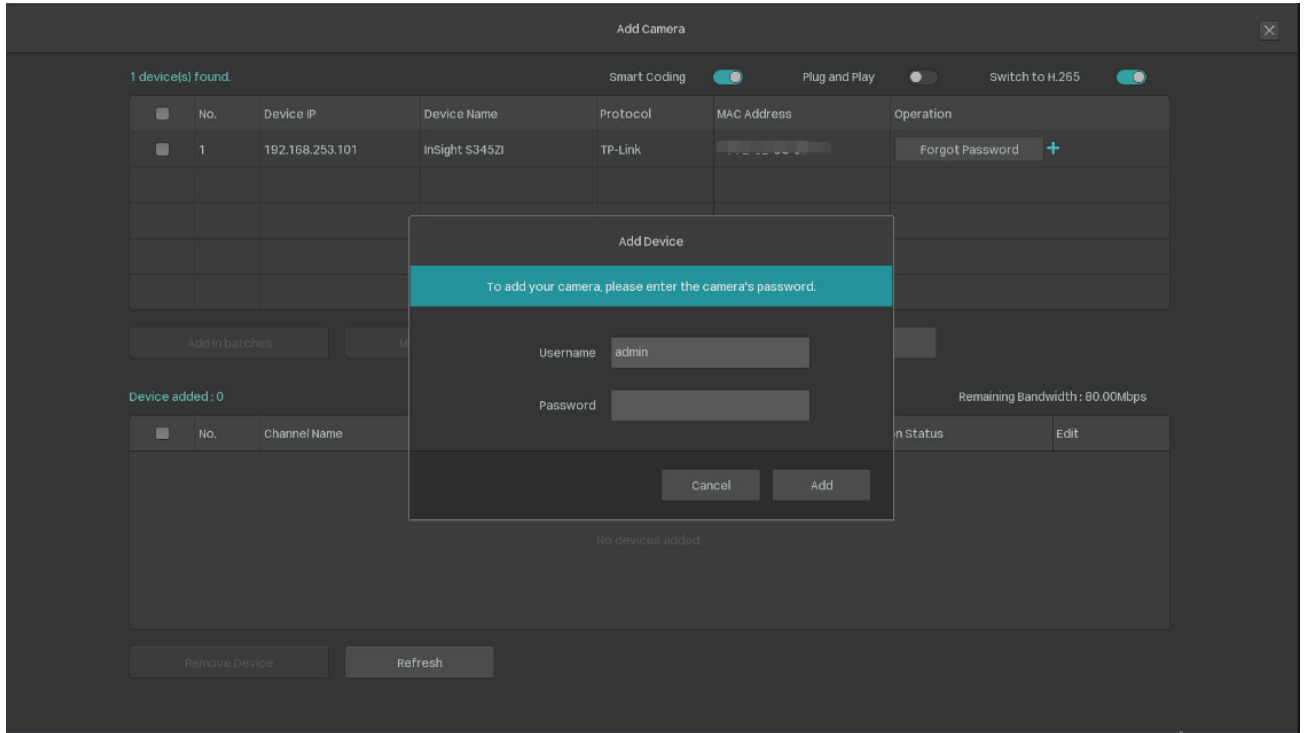 Add Camera
1 device(s) found. Smart Coding Plug and Play Switch to H.265
No. Device IP Device Name Protocol MAC Address Operation
1 192.168.253.101 InSight S345ZI TP-Link Forgot Password +
Add Device
To add your camera, please enter the camera's password.
Add in batches M
Username admin
Device added : 0 Remaining Bandwidth : 80.00Mbps
Password
No. Channel Name n Status Edit
Cancel Add
No devices added.
Remove Device Refresh